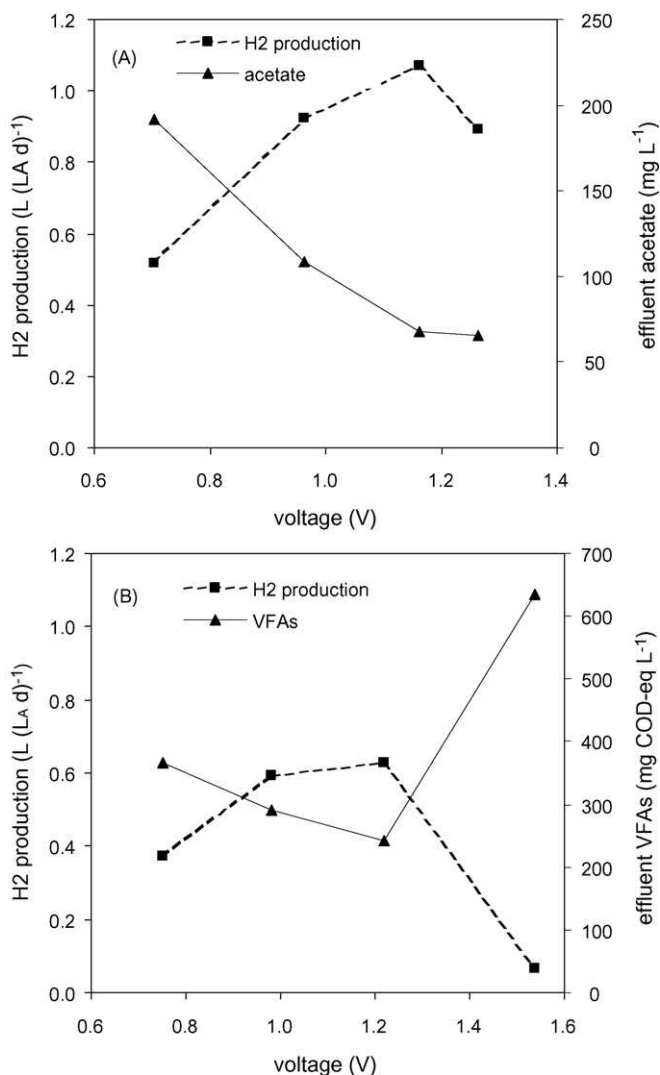 (A)
H2 production
acetate
H2 production (L (LA d)-1)
1.2
1.0
0.8
0.6
0.4
0.2
0.0
250
200
150
100
50
0
effluent acetate (mg L-1)
0.6 0.8 1.0 1.2 1.4
voltage (V)
(B)
H2 production
VFAs
H2 production (L (LA d)-1)
1.2
1.0
0.8
0.6
0.4
0.2
0.0
700
600
500
400
300
200
100
0
effluent VFAs (mg COD-eq L-1)
0.6 0.8 1.0 1.2 1.4 1.6
voltage (V)